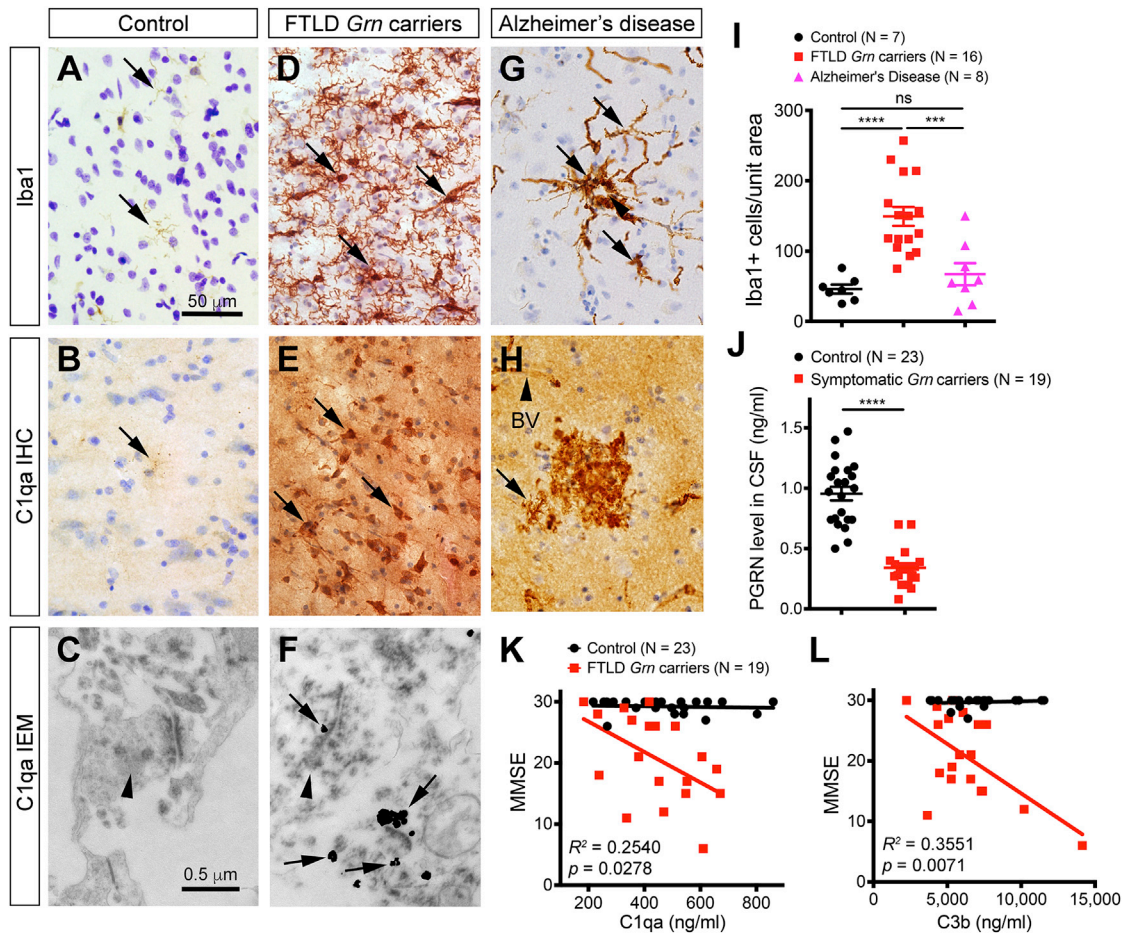 Control
FTLD Grn carriers
Alzheimer's disease
Iba1
A
50 µm
D
G
C1qa IHC
B
E
H
BV
C1qa IEM
C
0.5 µm
F
I
Control (N = 7)
FTLD Grn carriers (N = 16)
Alzheimer's Disease (N = 8)
ns
**** ***
Iba1+ cells/unit area
300
200
100
0
J
Control (N = 23)
Symptomatic Grn carriers (N = 19)
****
PGRN level in CSF (ng/ml)
1.5
1.0
0.5
0.0
K
Control (N = 23)
FTLD Grn carriers (N = 19)
MMSE
30
20
10
0
R² = 0.2540
p = 0.0278
200 400 600 800
C1qa (ng/ml)
L
MMSE
30
20
10
0
R² = 0.3551
p = 0.0071
0 5,000 10,000 15,000
C3b (ng/ml)